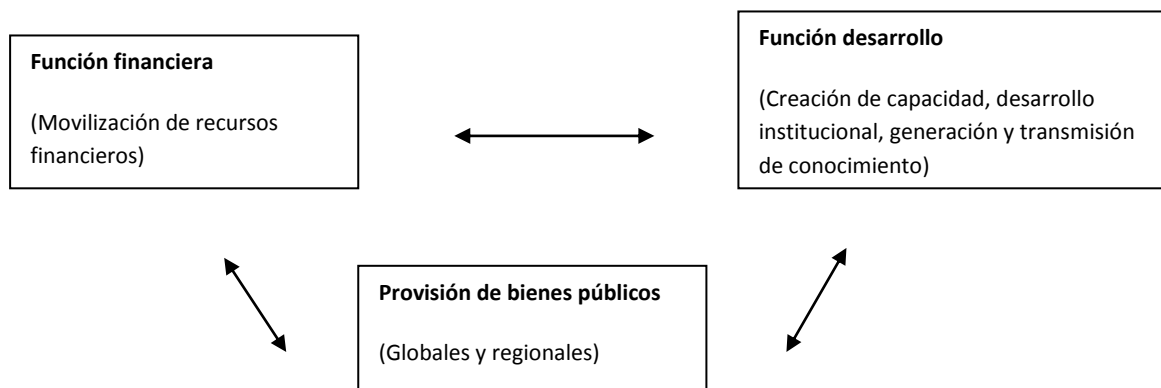 Función financiera
(Movilización de recursos
financieros)
Función desarrollo
(Creación de capacidad, desarrollo
institucional, generación y transmisión
de conocimiento)
Provisión de bienes públicos
(Globales y regionales)